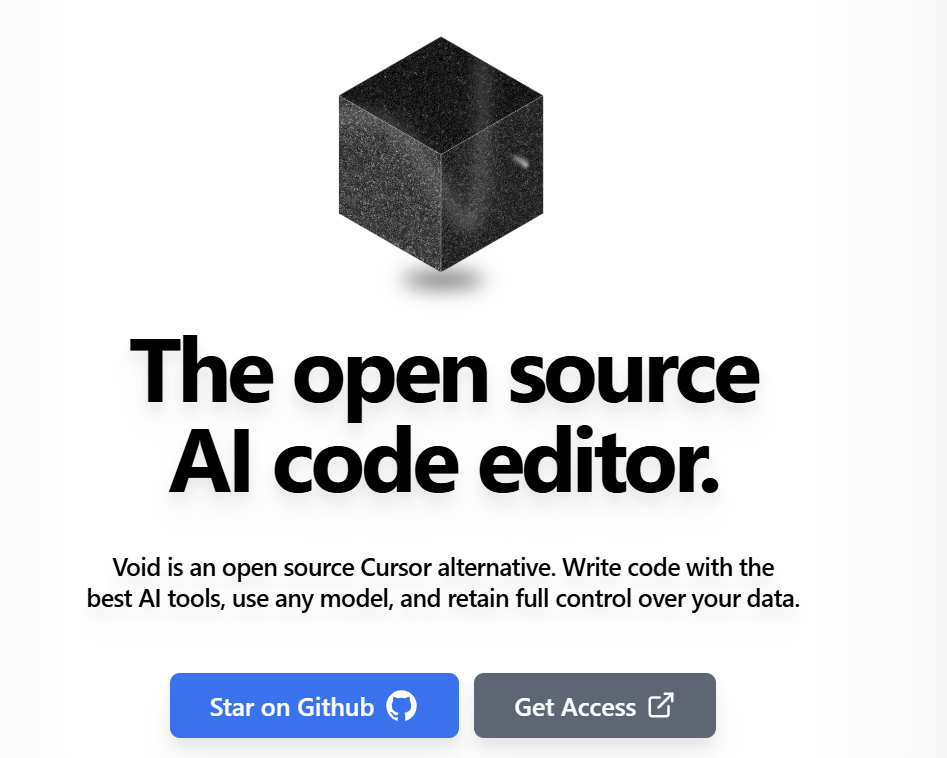 The open source
AI code editor.
Void is an open source Cursor alternative. Write code with the
best AI tools, use any model, and retain full control over your data.
Star on Github
Get Access